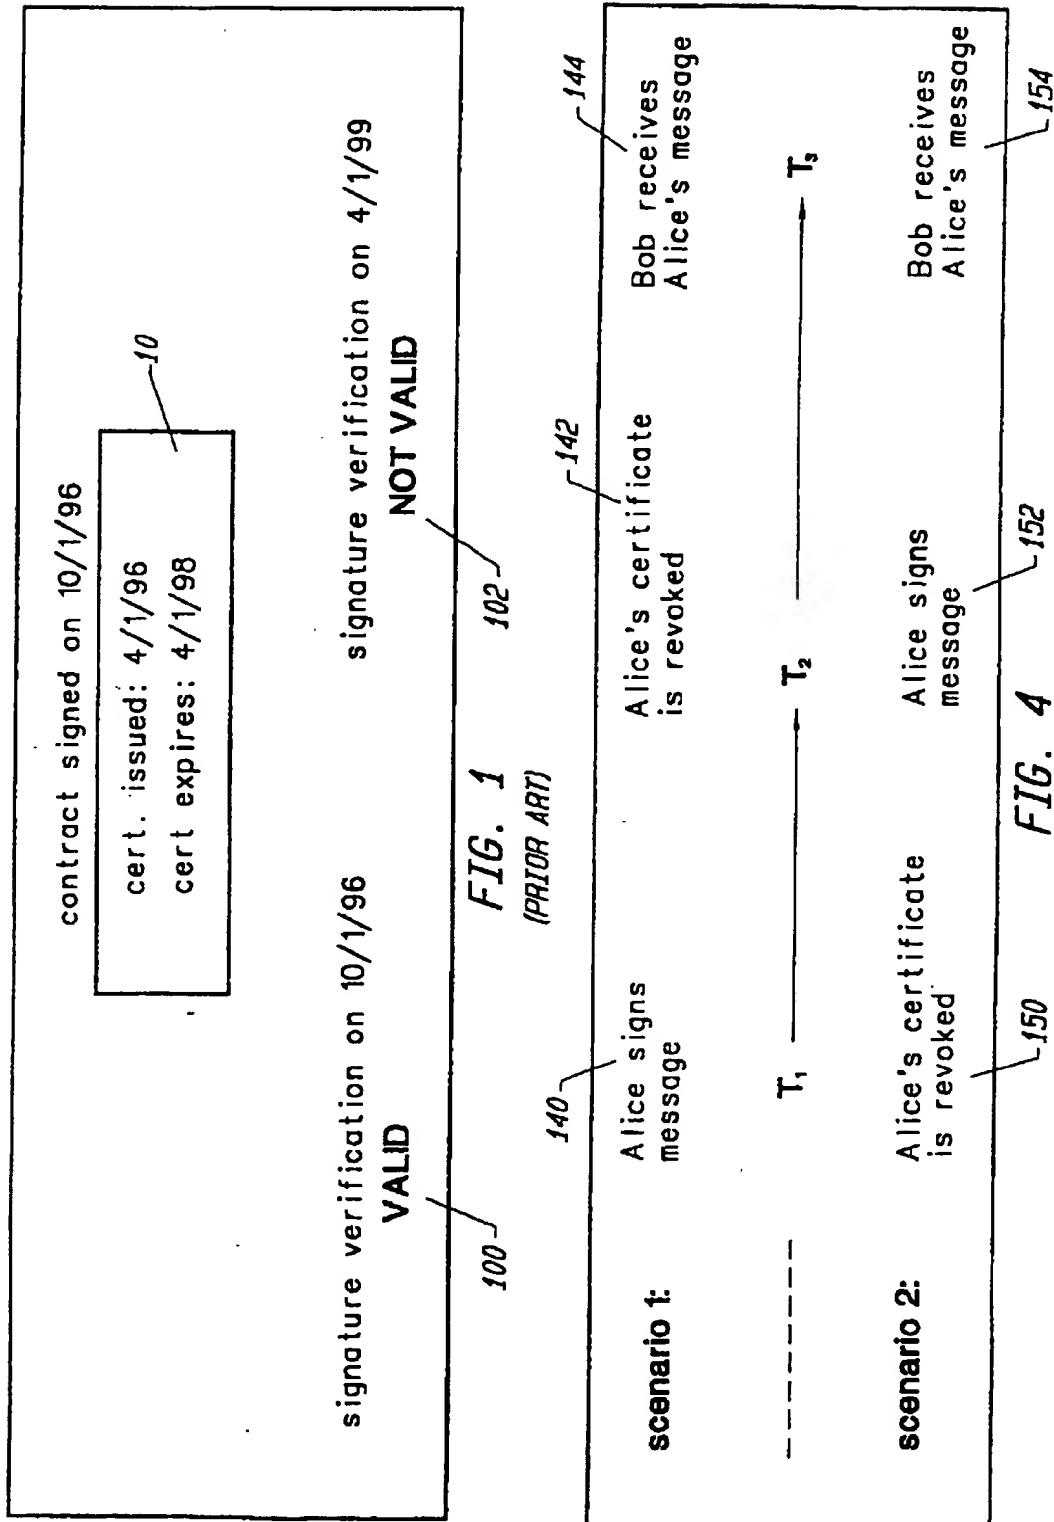 contract signed on 10/1/96
10
cert. issued: 4/1/96
cert expires: 4/1/98
signature verification on 10/1/96
VALID
100
signature verification on 4/1/99
NOT VALID
102
FIG. 1
(PRIOR ART)
140
142
144
scenario 1:
Alice signs
message
Alice's certificate
is revoked
Bob receives
Alice's message
T1
T2
T3
scenario 2:
Alice's certificate
is revoked
Alice signs
message
Bob receives
Alice's message
150
152
154
FIG. 4